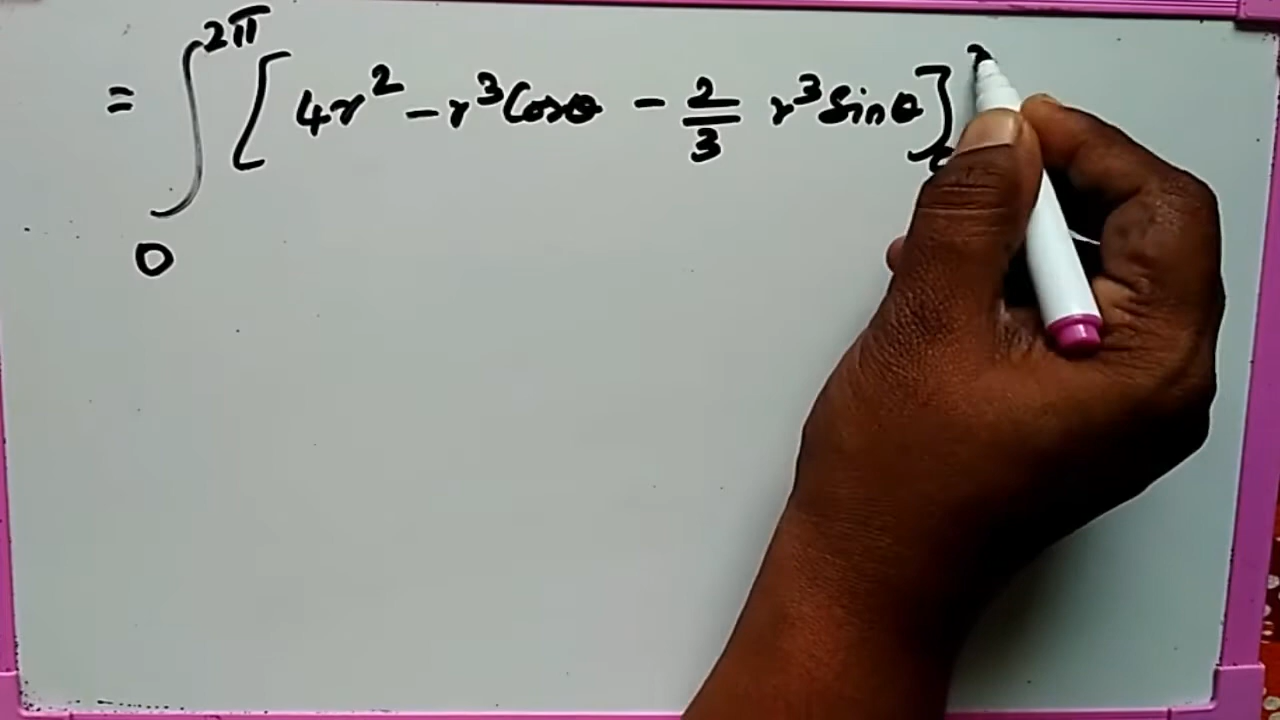 = ∫₀^2π [ 4r² - r³Cosθ - 2/3 r³Sinθ ]